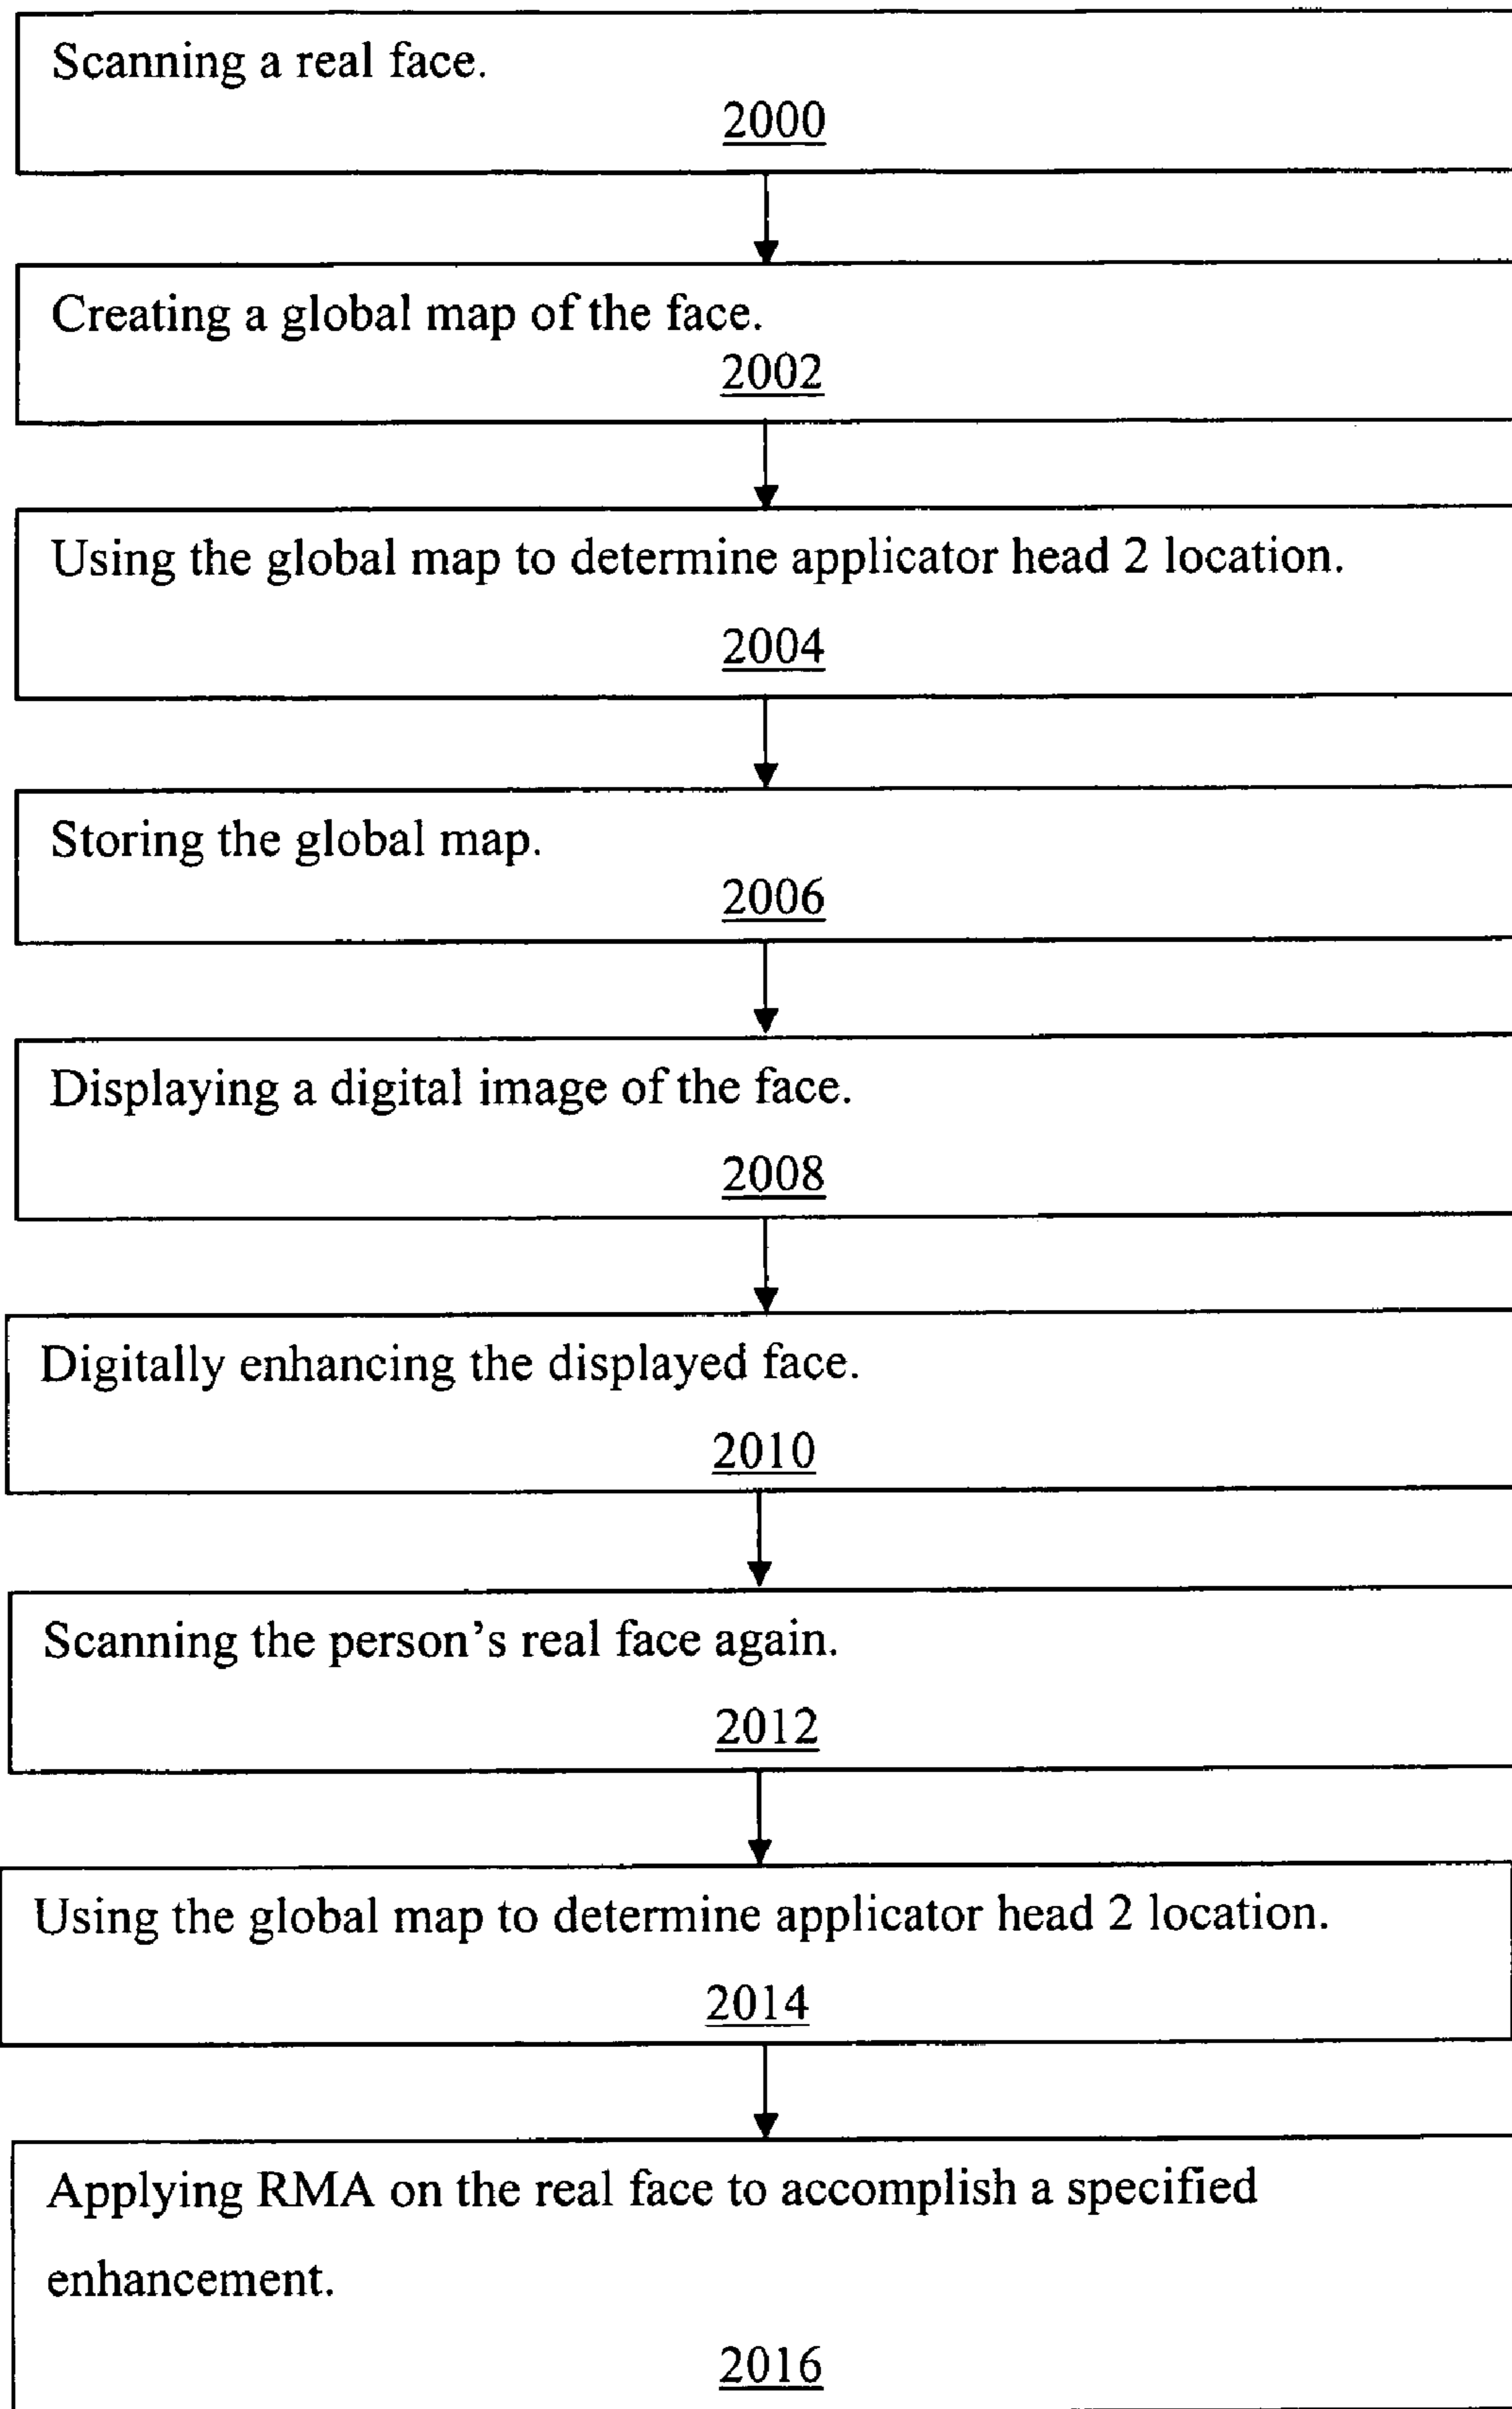 Scanning a real face.
2000
Creating a global map of the face.
2002
Using the global map to determine applicator head 2 location.
2004
Storing the global map.
2006
Displaying a digital image of the face.
2008
Digitally enhancing the displayed face.
2010
Scanning the person’s real face again.
2012
Using the global map to determine applicator head 2 location.
2014
Applying RMA on the real face to accomplish a specified
enhancement.
2016